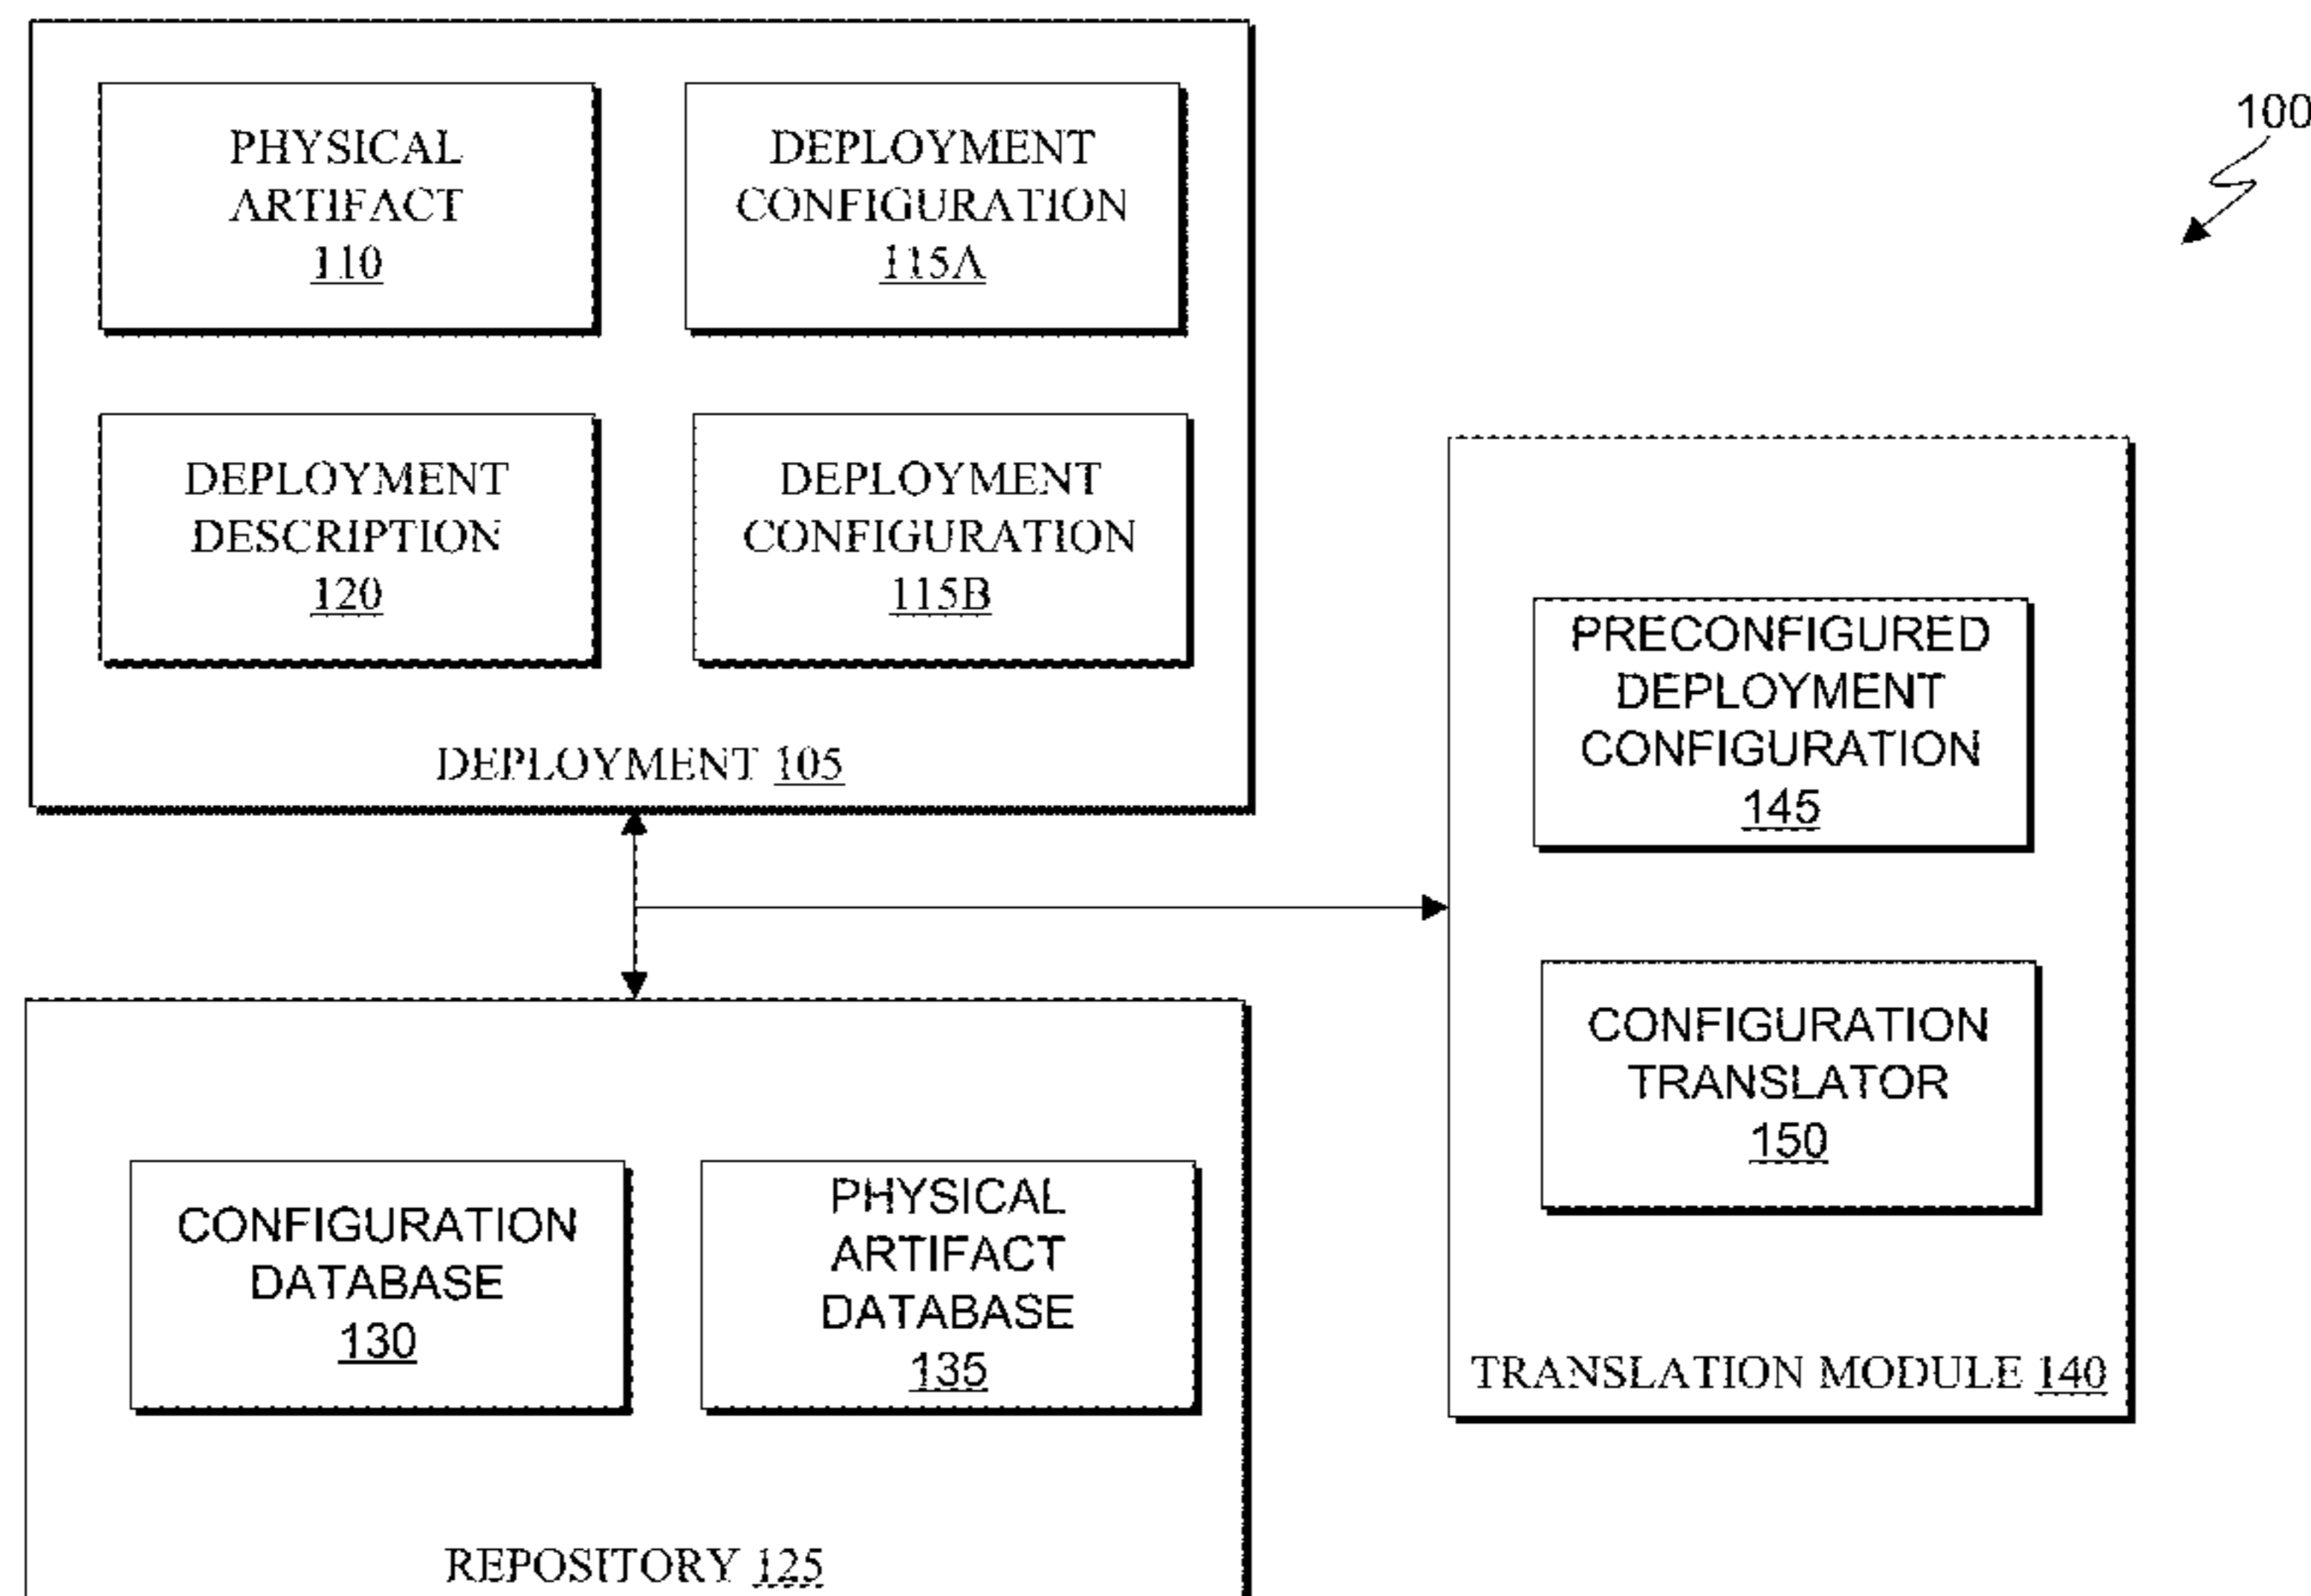 PHYSICAL
ARTIFACT
110
DEPLOYMENT
CONFIGURATION
115A
DEPLOYMENT
DESCRIPTION
120
DEPLOYMENT
CONFIGURATION
115B
DEPLOYMENT 105
100
PRECONFIGURED
DEPLOYMENT
CONFIGURATION
145
CONFIGURATION
TRANSLATOR
150
TRANSLATION MODULE 140
CONFIGURATION
DATABASE
130
PHYSICAL
ARTIFACT
DATABASE
135
REPOSITORY 125